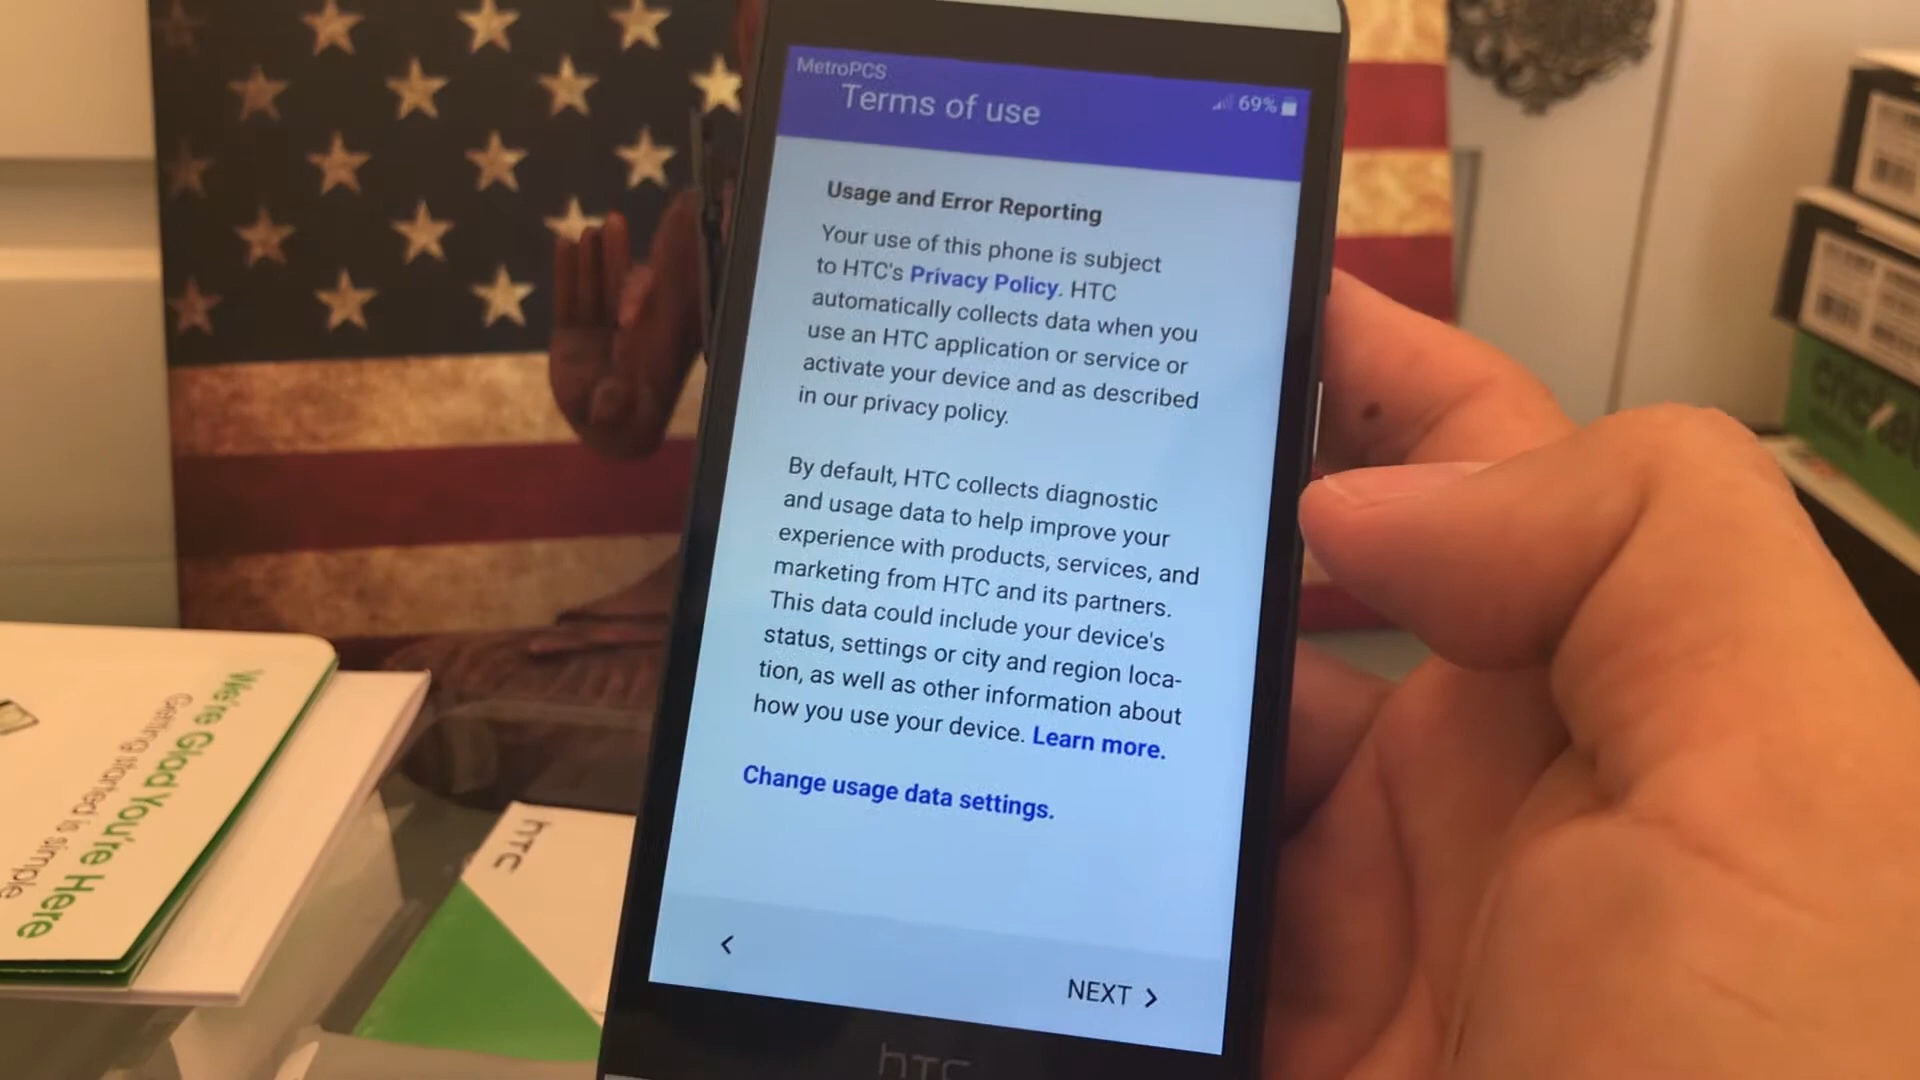 MetroPCS
69%
Terms of use
Usage and Error Reporting
Your use of this phone is subject
to HTC's Privacy Policy. HTC
automatically collects data when you
use an HTC application or service or
activate your device and as described
in our privacy policy.
By default, HTC collects diagnostic
and usage data to help improve your
experience with products, services, and
marketing from HTC and its partners.
This data could include your device's
status, settings or city and region loca-
tion, as well as other information about
how you use your device. Learn more.
Change usage data settings.
NEXT
hTC
We're Glad You're Here
Getting started is simple
hTC